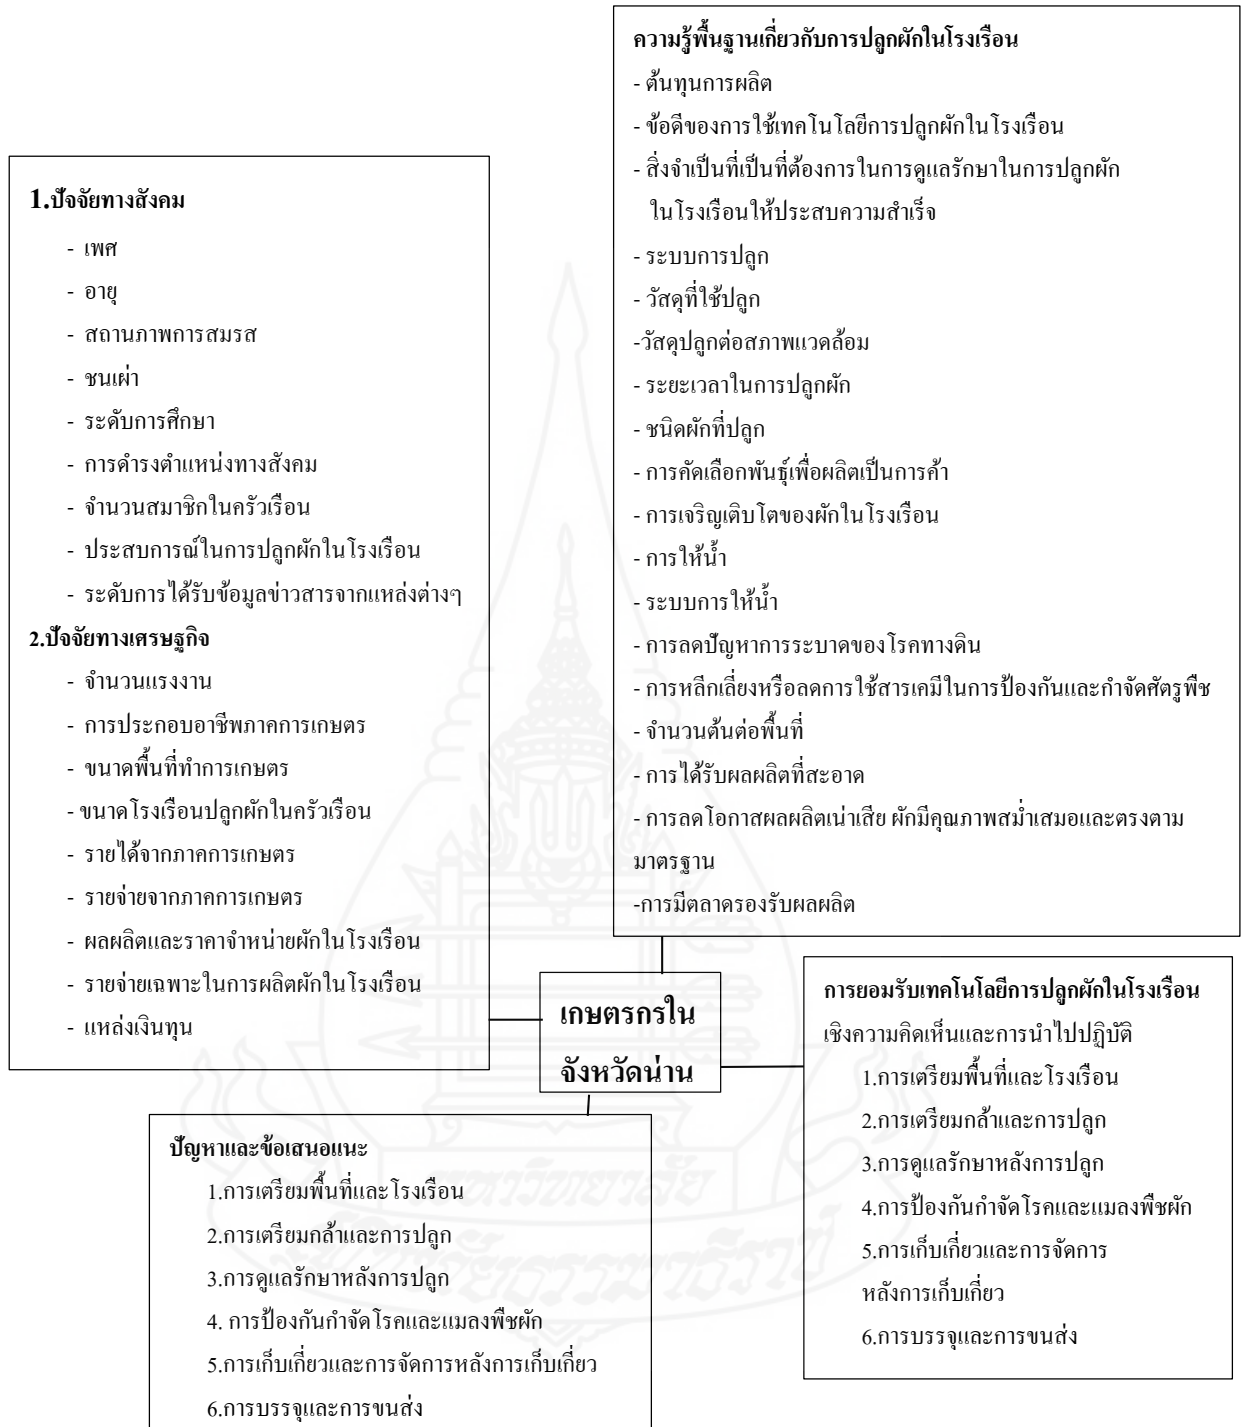 ความรู้พื้นฐานเกี่ยวกับการปลูกผักในโรงเรือน
- ต้นทุนการผลิต
- ข้อดีของการใช้เทคโนโลยีการปลูกผักในโรงเรือน
- สิ่งจำเป็นที่เป็นที่ต้องการในการดูแลรักษาในการปลูกผัก
ในโรงเรือนให้ประสบความสำเร็จ
- ระบบการปลูก
- วัสดุที่ใช้ปลูก
-วัสดุปลูกต่อสภาพแวดล้อม
- ระยะเวลาในการปลูกผัก
- ชนิดผักที่ปลูก
- การคัดเลือกพันธุ์เพื่อผลิตเป็นการค้า
- การเจริญเติบโตของผักในโรงเรือน
- การให้น้ำ
- ระบบการให้น้ำ
- การลดปัญหาการระบาดของโรคทางดิน
- การหลีกเลี่ยงหรือลดการใช้สารเคมีในการป้องกันและกำจัดศัตรูพืช
- จำนวนต้นต่อพื้นที่
- การได้รับผลผลิตที่สะอาด
- การลดโอกาสผลผลิตเน่าเสีย ผักมีคุณภาพสม่ำเสมอและตรงตาม
มาตรฐาน
-การมีตลาดรองรับผลผลิต
1.ปัจจัยทางสังคม
- เพศ
- อายุ
- สถานภาพการสมรส
- ชนเผ่า
- ระดับการศึกษา
- การดำรงตำแหน่งทางสังคม
- จำนวนสมาชิกในครัวเรือน
- ประสบการณ์ในการปลูกผักในโรงเรือน
- ระดับการได้รับข้อมูลข่าวสารจากแหล่งต่างๆ
2.ปัจจัยทางเศรษฐกิจ
- จำนวนแรงงาน
- การประกอบอาชีพภาคการเกษตร
- ขนาดพื้นที่ทำการเกษตร
- ขนาดโรงเรือนปลูกผักในครัวเรือน
- รายได้จากภาคการเกษตร
- รายจ่ายจากภาคการเกษตร
- ผลผลิตและราคาจำหน่ายผักในโรงเรือน
- รายจ่ายเฉพาะในการผลิตผักในโรงเรือน
- แหล่งเงินทุน
เกษตรกรใน
จังหวัดน่าน
การยอมรับเทคโนโลยีการปลูกผักในโรงเรือน
เชิงความคิดเห็นและการนำไปปฏิบัติ
1.การเตรียมพื้นที่และโรงเรือน
2.การเตรียมกล้าและการปลูก
3.การดูแลรักษาหลังการปลูก
4.การป้องกันกำจัดโรคและแมลงพืชผัก
5.การเก็บเกี่ยวและการจัดการ
หลังการเก็บเกี่ยว
6.การบรรจุและการขนส่ง
ปัญหาและข้อเสนอแนะ
1.การเตรียมพื้นที่และโรงเรือน
2.การเตรียมกล้าและการปลูก
3.การดูแลรักษาหลังการปลูก
4. การป้องกันกำจัดโรคและแมลงพืชผัก
5.การเก็บเกี่ยวและการจัดการหลังการเก็บเกี่ยว
6.การบรรจุและการขนส่ง
มหาวิทยาลัย
สุโขทัยธรรมาธิราช